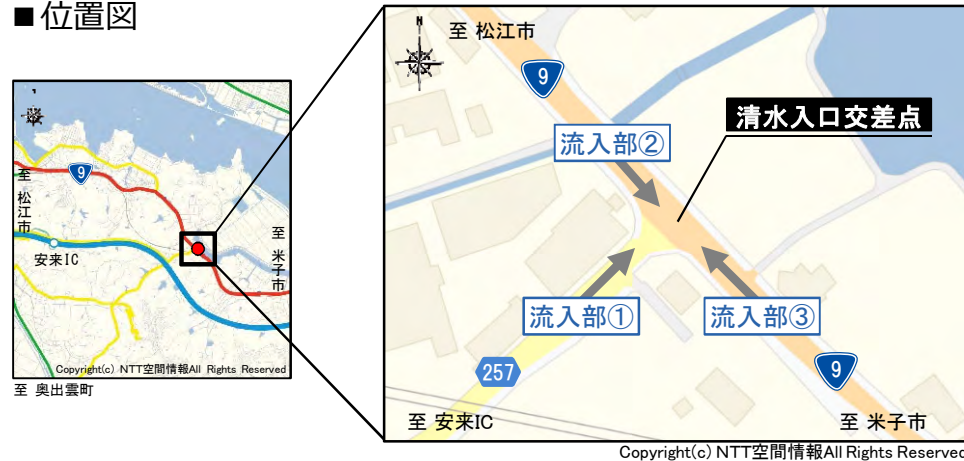 ■位置図
9
至 松江市
安来IC
至 米子市
Copyright(c) NTT空間情報All Rights Reserved
至 奥出雲町
N
至 松江市
9
清水入口交差点
流入部②
流入部①
流入部③
257
9
至 安来IC
至 米子市
Copyright(c) NTT空間情報All Rights Reserved